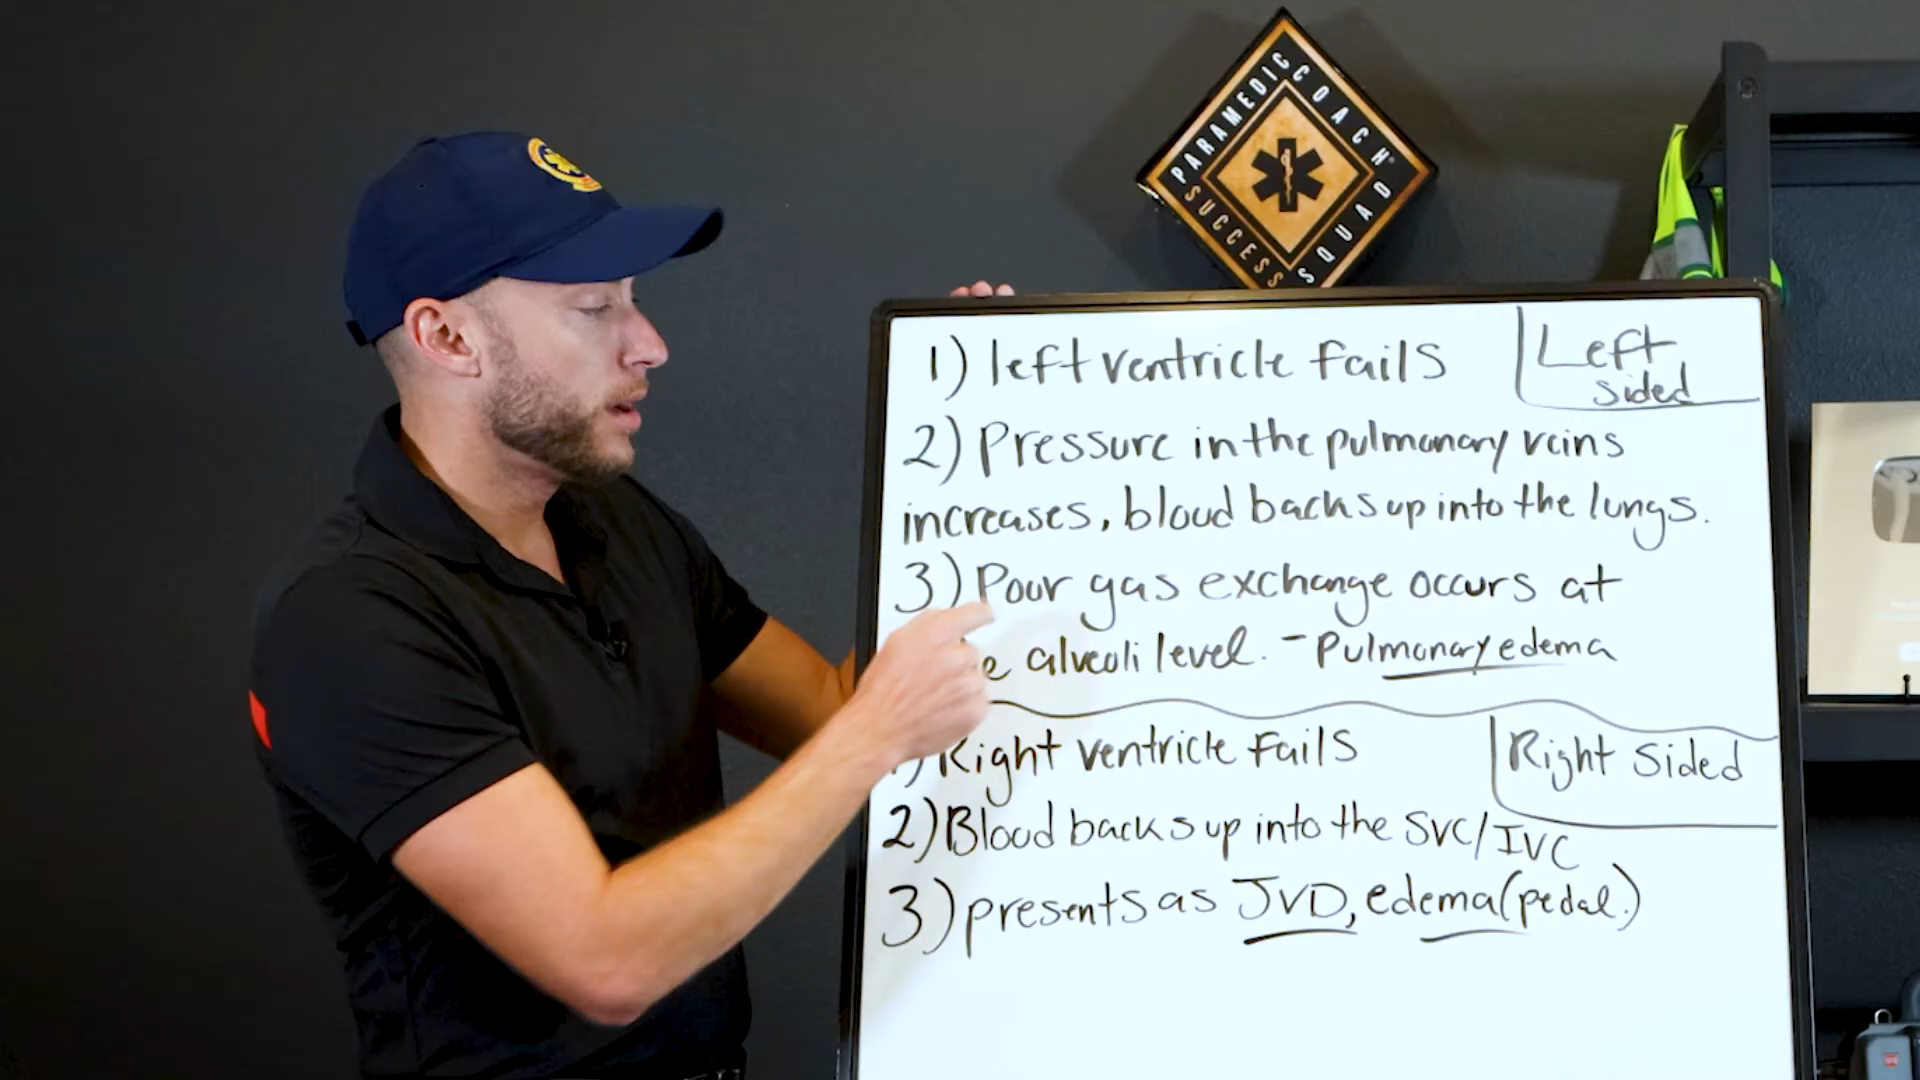 PARAMEDIC COACH®
SUCCESS SQUAD
1) left ventricle fails
Left
sided
2) Pressure in the pulmonary veins
increases, blood backs up into the lungs.
3) Pour gas exchange occurs at
alveoli level. - Pulmonary edema
Right ventricle fails
Right Sided
2) Blood backs up into the SVC/IVC
3) presents as JVD, edema (pedal.)